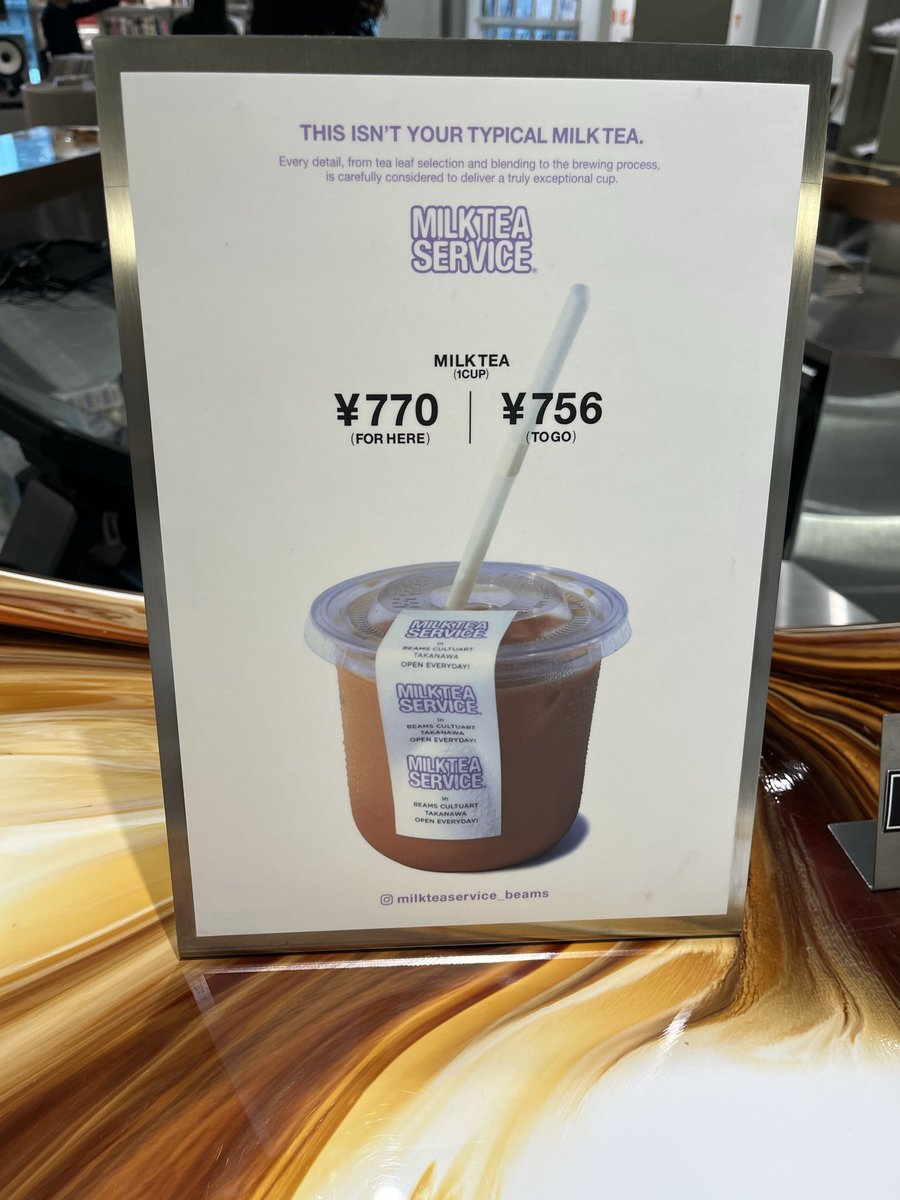 THIS ISN'T YOUR TYPICAL MILK TEA.
Every detail, from tea leaf selection and blending to the brewing process,
is carefully considered to deliver a truly exceptional cup.
MILKTEA
SERVICE®
MILK TEA
(1CUP)
¥770
(FOR HERE)
¥756
(TO GO)
MILKTEA
SERVICE
in
BEAMS CULTUART
TAKANAWA
OPEN EVERYDAY!
MILKTEA
SERVICE
in
BEAMS CULTUART
TAKANAWA
OPEN EVERYDAY!
MILKTEA
SERVICE
in
BEAMS CULTUART
TAKANAWA
OPEN EVERYDAY!
milkteaservice_beams